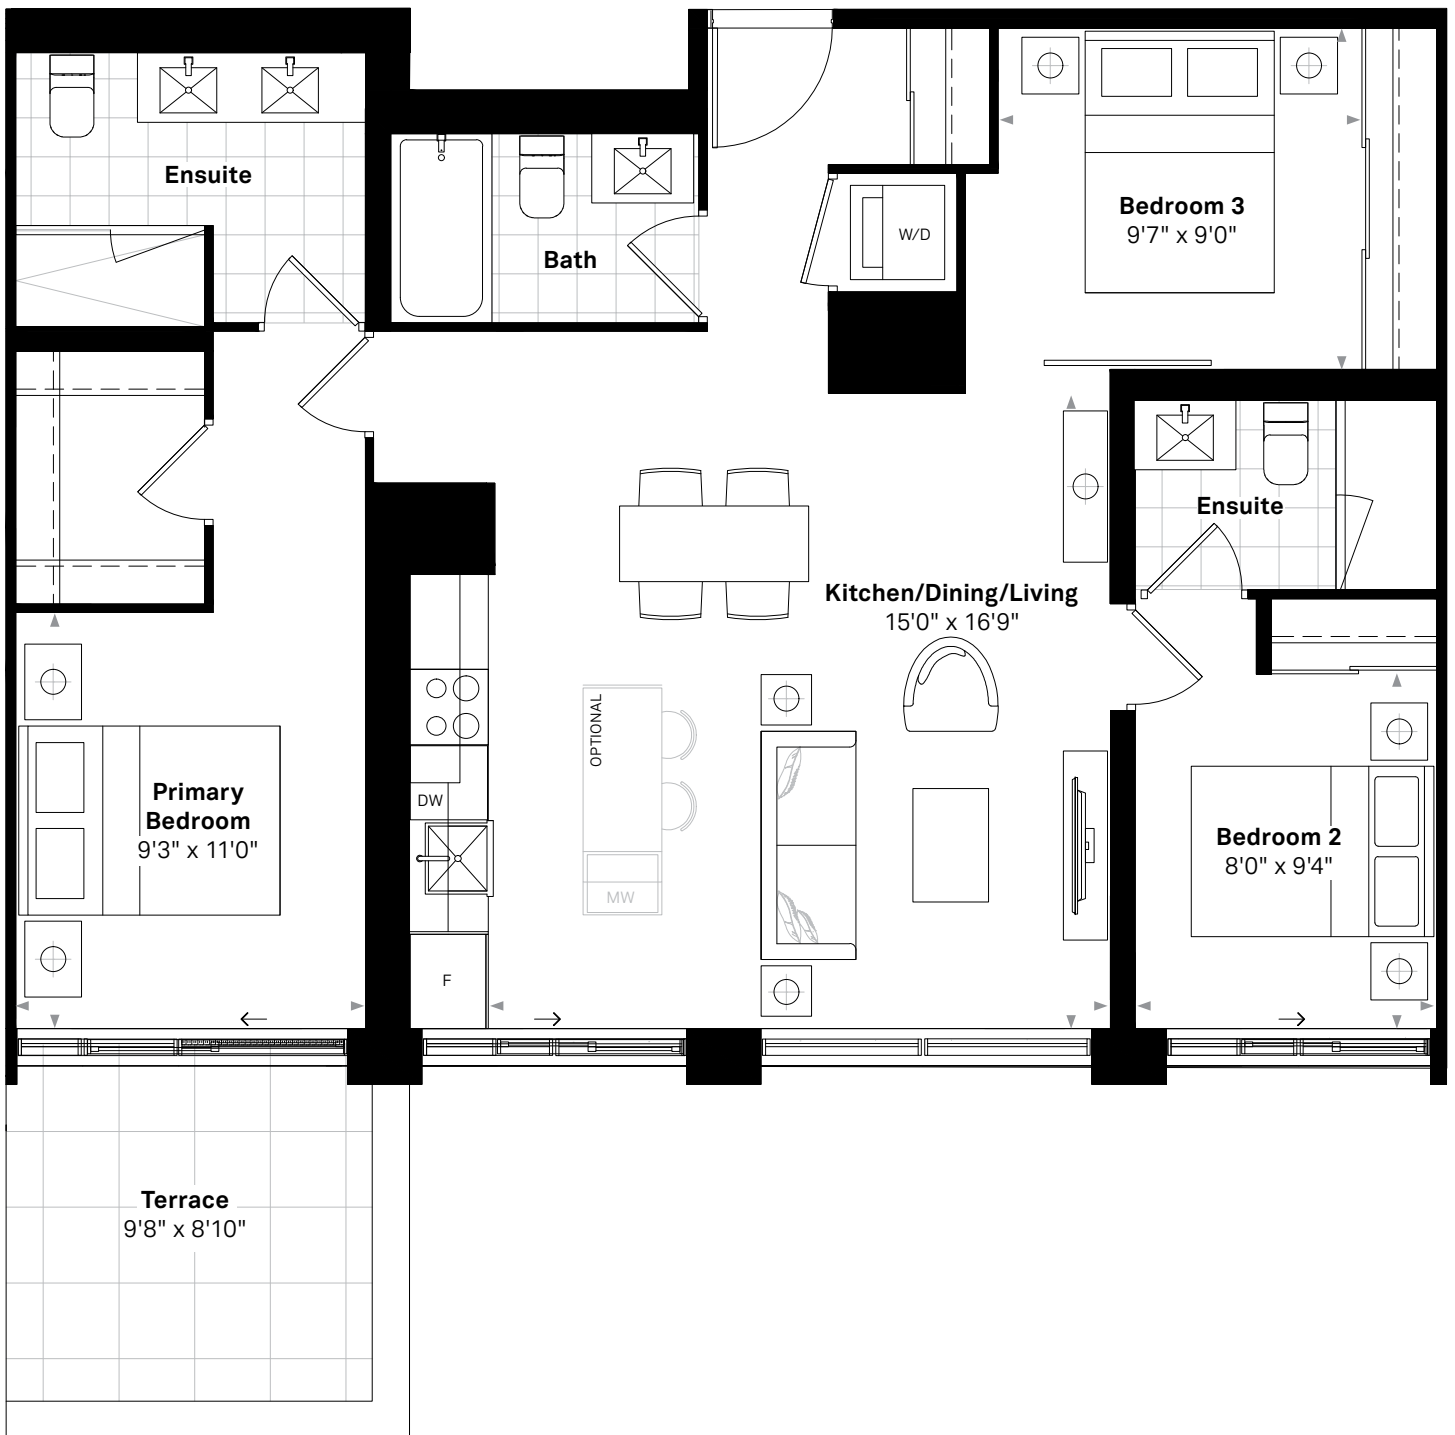 Ensuite
Bath
W/D
Bedroom 3
9'7" x 9'0"
Ensuite
Kitchen/Dining/Living
15'0" x 16'9"
OPTIONAL
Primary
Bedroom
9'3" x 11'0"
DW
MW
F
Bedroom 2
8'0" x 9'4"
Terrace
9'8" x 8'10"